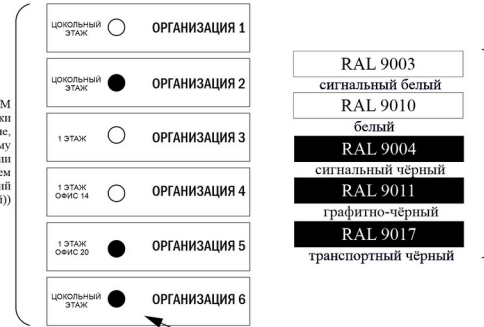 ЦОКОЛЬНЫЙ
ЭТАЖ
ОРГАНИЗАЦИЯ 1
ЦОКОЛЬНЫЙ
ЭТАЖ
ОРГАНИЗАЦИЯ 2
1 ЭТАЖ
ОРГАНИЗАЦИЯ 3
1 ЭТАЖ
ОФИС 14
ОРГАНИЗАЦИЯ 4
1 ЭТАЖ
ОФИС 20
ОРГАНИЗАЦИЯ 5
ЦОКОЛЬНЫЙ
ЭТАЖ
ОРГАНИЗАЦИЯ 6
RAL 9003
сигнальный белый
RAL 9010
белый
RAL 9004
сигнальный чёрный
RAL 9011
графитно-чёрный
RAL 9017
транспортный чёрный